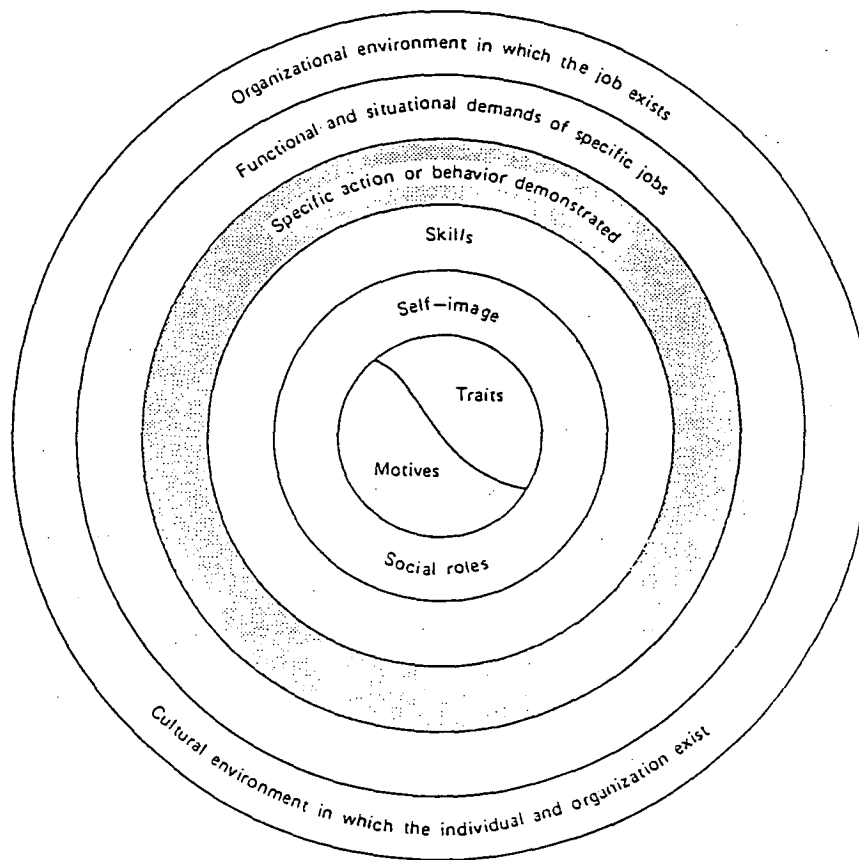 Organizational environment in which the job exists
Functional and situational demands of specific jobs
Specific action or behavior demonstrated
Skills
Self-image
Traits
Motives
Social roles
Cultural environment in which the individual and organization exist